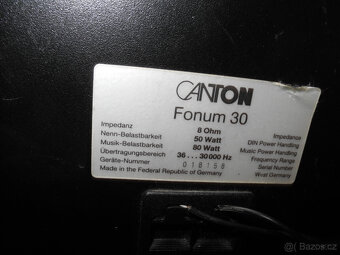 CANTON
Fonum 30
Impedanz 8 Ohm Impedance
Nenn-Belastbarkeit 50 Watt DIN Power Handling
Musik-Belastbarkeit 80 Watt Music Power Handling
Übertragungsbereich 36...30000 Hz Frequency Range
Geräte-Nummer 018158 Serial Number
Made in the Federal Republic of Germany West Germany
Bazoš.cz